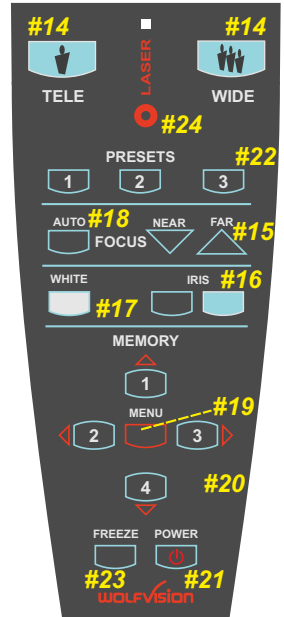 #14 #14
LASER
TELE WIDE
#24
PRESETS #22
1 2 3
AUTO #18 NEAR FAR
FOCUS #15
WHITE IRIS #16
#17
MEMORY
1
MENU #19
2 3
4 #20
FREEZE POWER
#23 #21
WOLFVISION